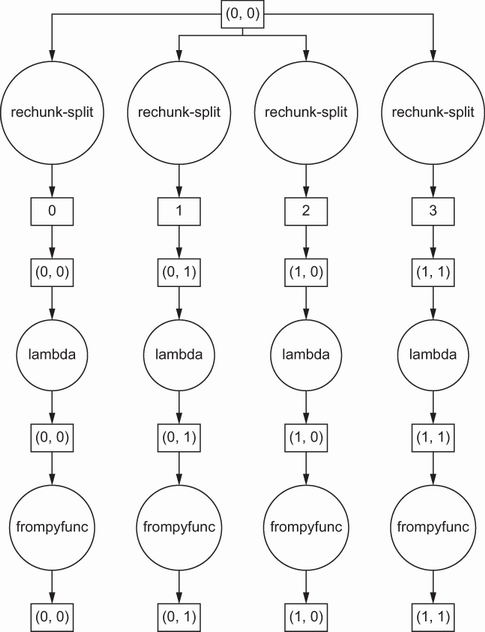 (0, 0)
rechunk-split rechunk-split rechunk-split rechunk-split
0 1 2 3
(0, 0) (0, 1) (1, 0) (1, 1)
lambda lambda lambda lambda
(0, 0) (0, 1) (1, 0) (1, 1)
frompyfunc frompyfunc frompyfunc frompyfunc
(0, 0) (0, 1) (1, 0) (1, 1)